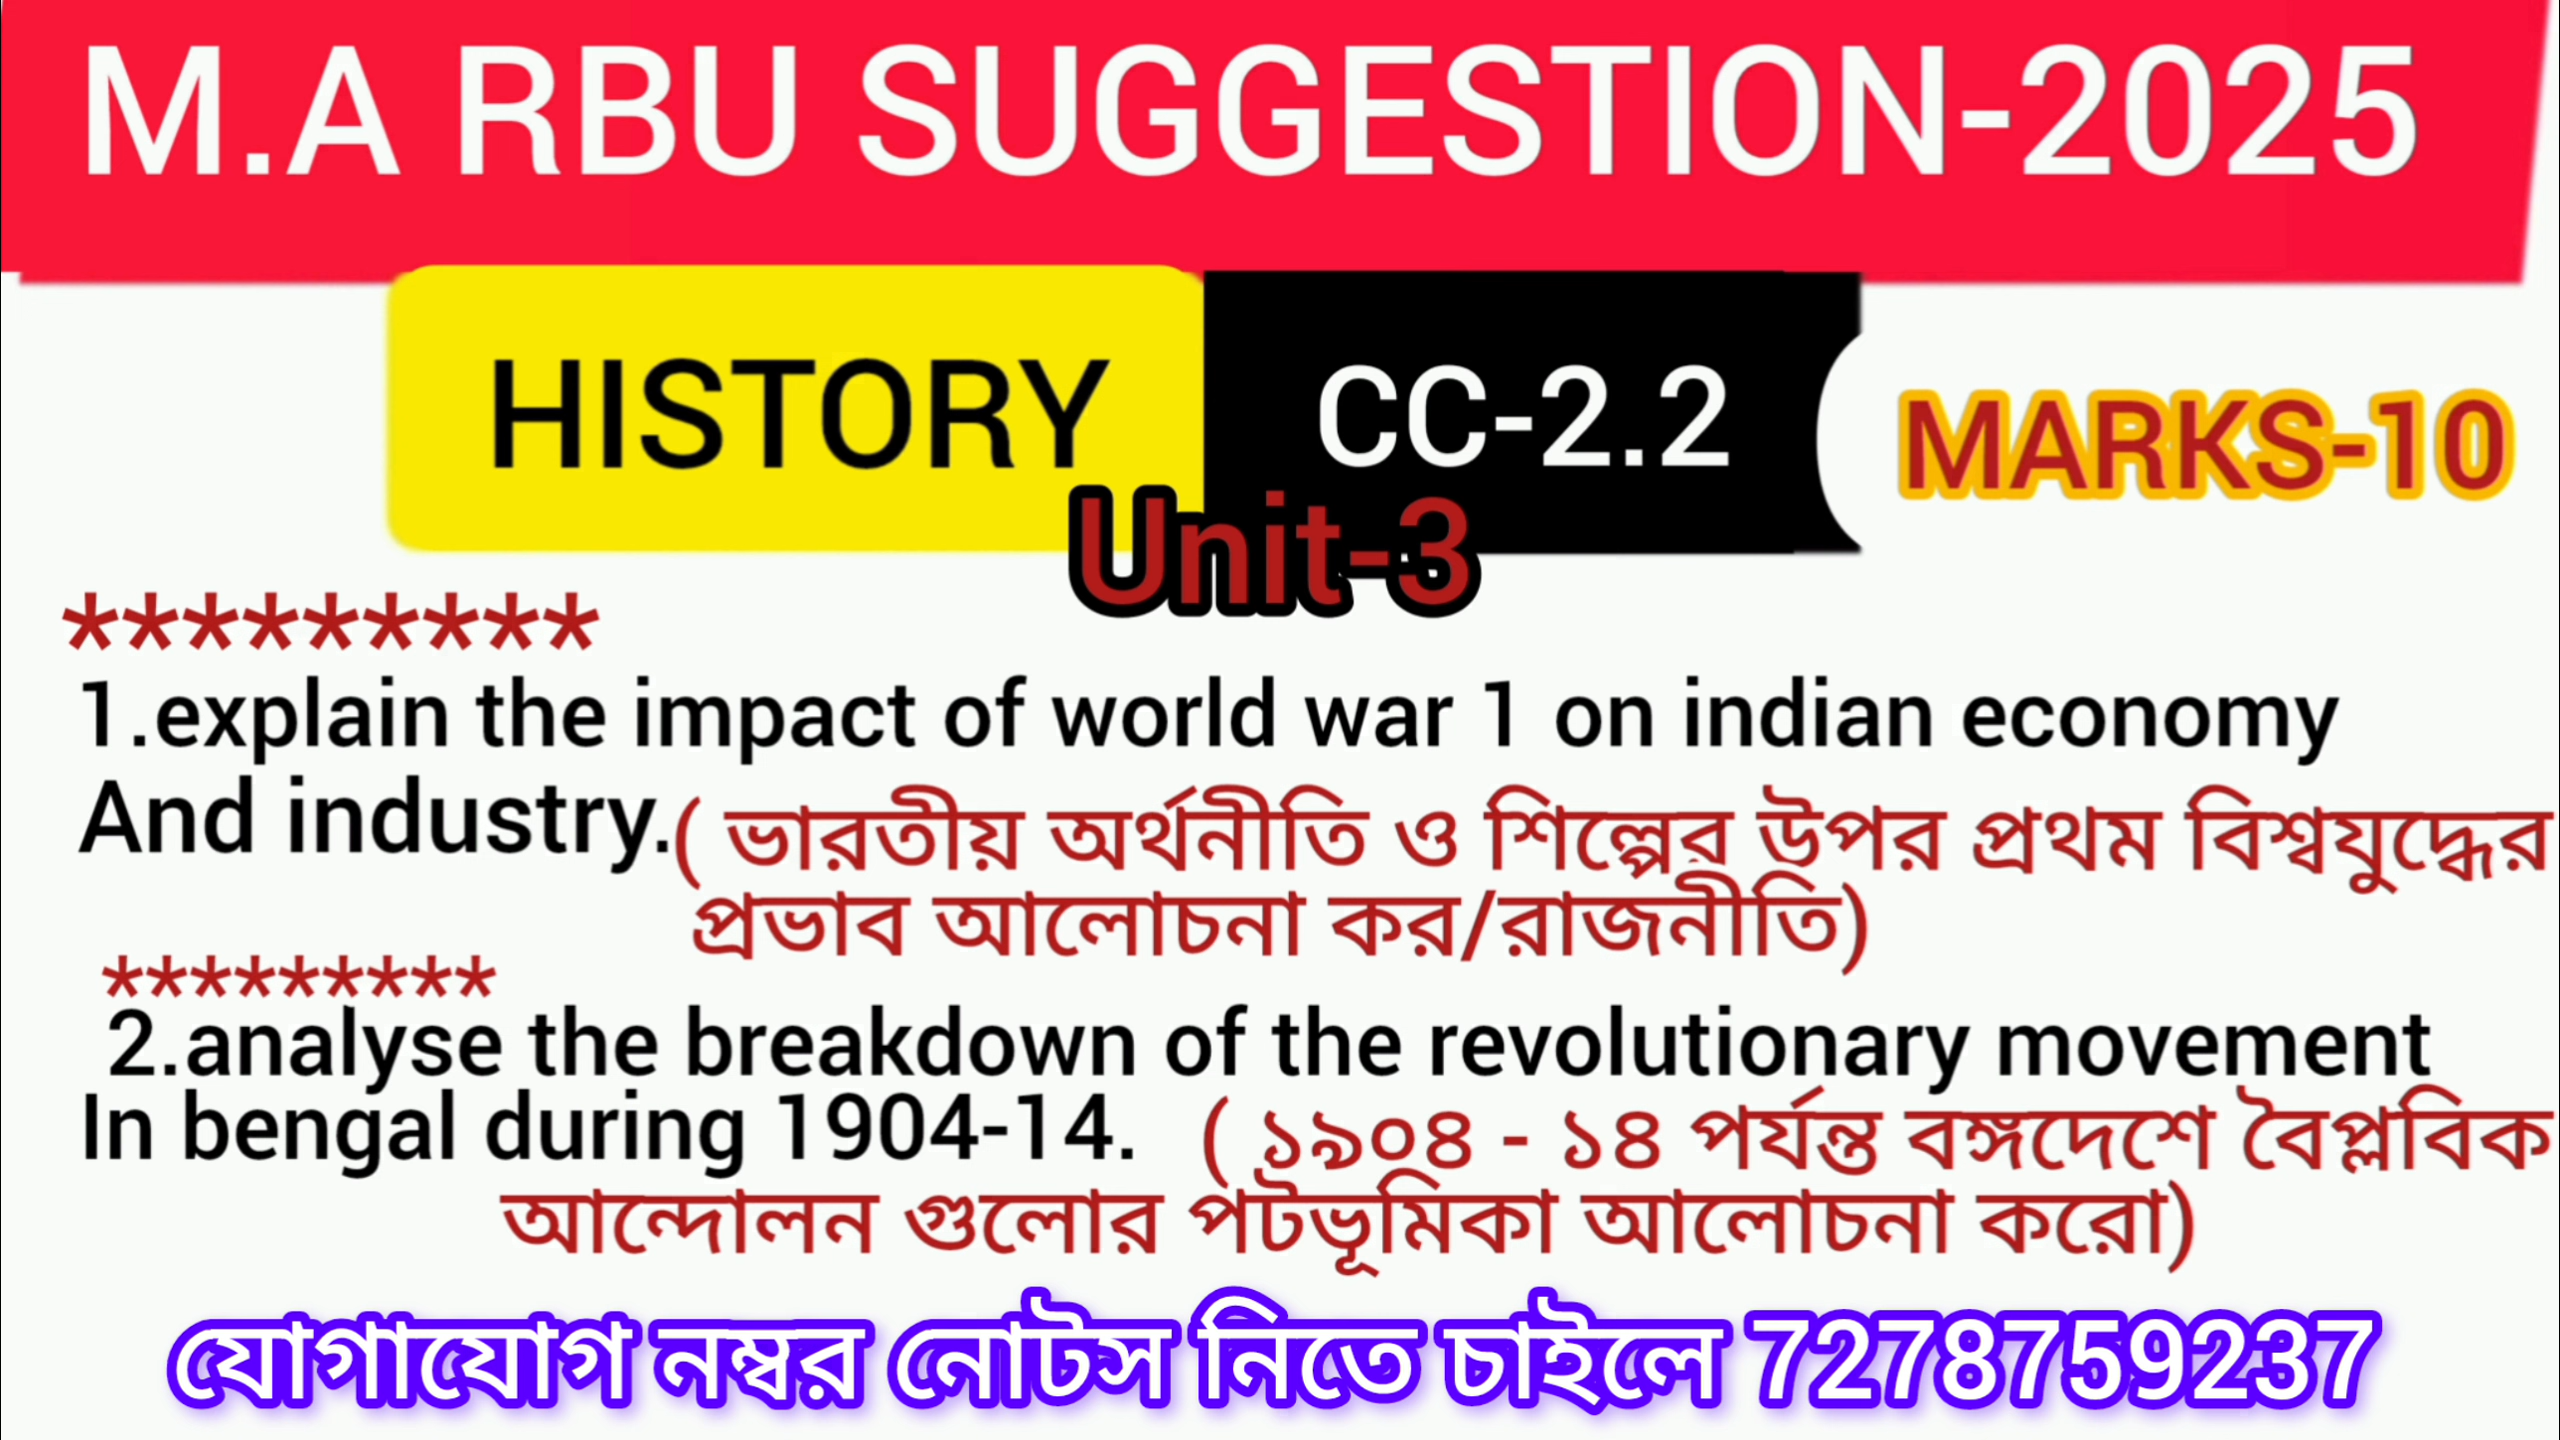 M.A RBU SUGGESTION-2025
HISTORY CC-2.2 MARKS-10
Unit-3
*********
1.explain the impact of world war 1 on indian economy
And industry.( ভারতীয় অর্থনীতি ও শিল্পের উপর প্রথম বিশ্বযুদ্ধের
প্রভাব আলোচনা কর/রাজনীতি)
*********
2.analyse the breakdown of the revolutionary movement
In bengal during 1904-14. ( ১৯০৪ - ১৪ পর্যন্ত বঙ্গদেশে বৈপ্লবিক
আন্দোলন গুলোর পটভূমিকা আলোচনা করো)
যোগাযোগ নম্বর নোটস নিতে চাইলে 7278759237